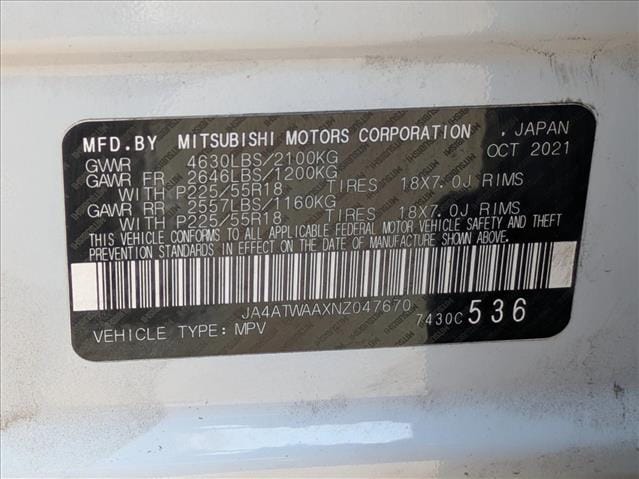 MFD.BY MITSUBISHI MOTORS CORPORATION , JAPAN
GVWR 4630LBS/2100KG OCT 2021
GAWR FR 2646LBS/1200KG
WITH P225/55R18 TIRES 18X7.0J RIMS
GAWR RR 2557LBS/1160KG
WITH P225/55R18 TIRES 18X7.0J RIMS
THIS VEHICLE CONFORMS TO ALL APPLICABLE FEDERAL MOTOR VEHICLE SAFETY AND THEFT
PREVENTION STANDARDS IN EFFECT ON THE DATE OF MANUFACTURE SHOWN ABOVE.
JA4ATWAAXNZ047670
VEHICLE TYPE: MPV 7430C 536